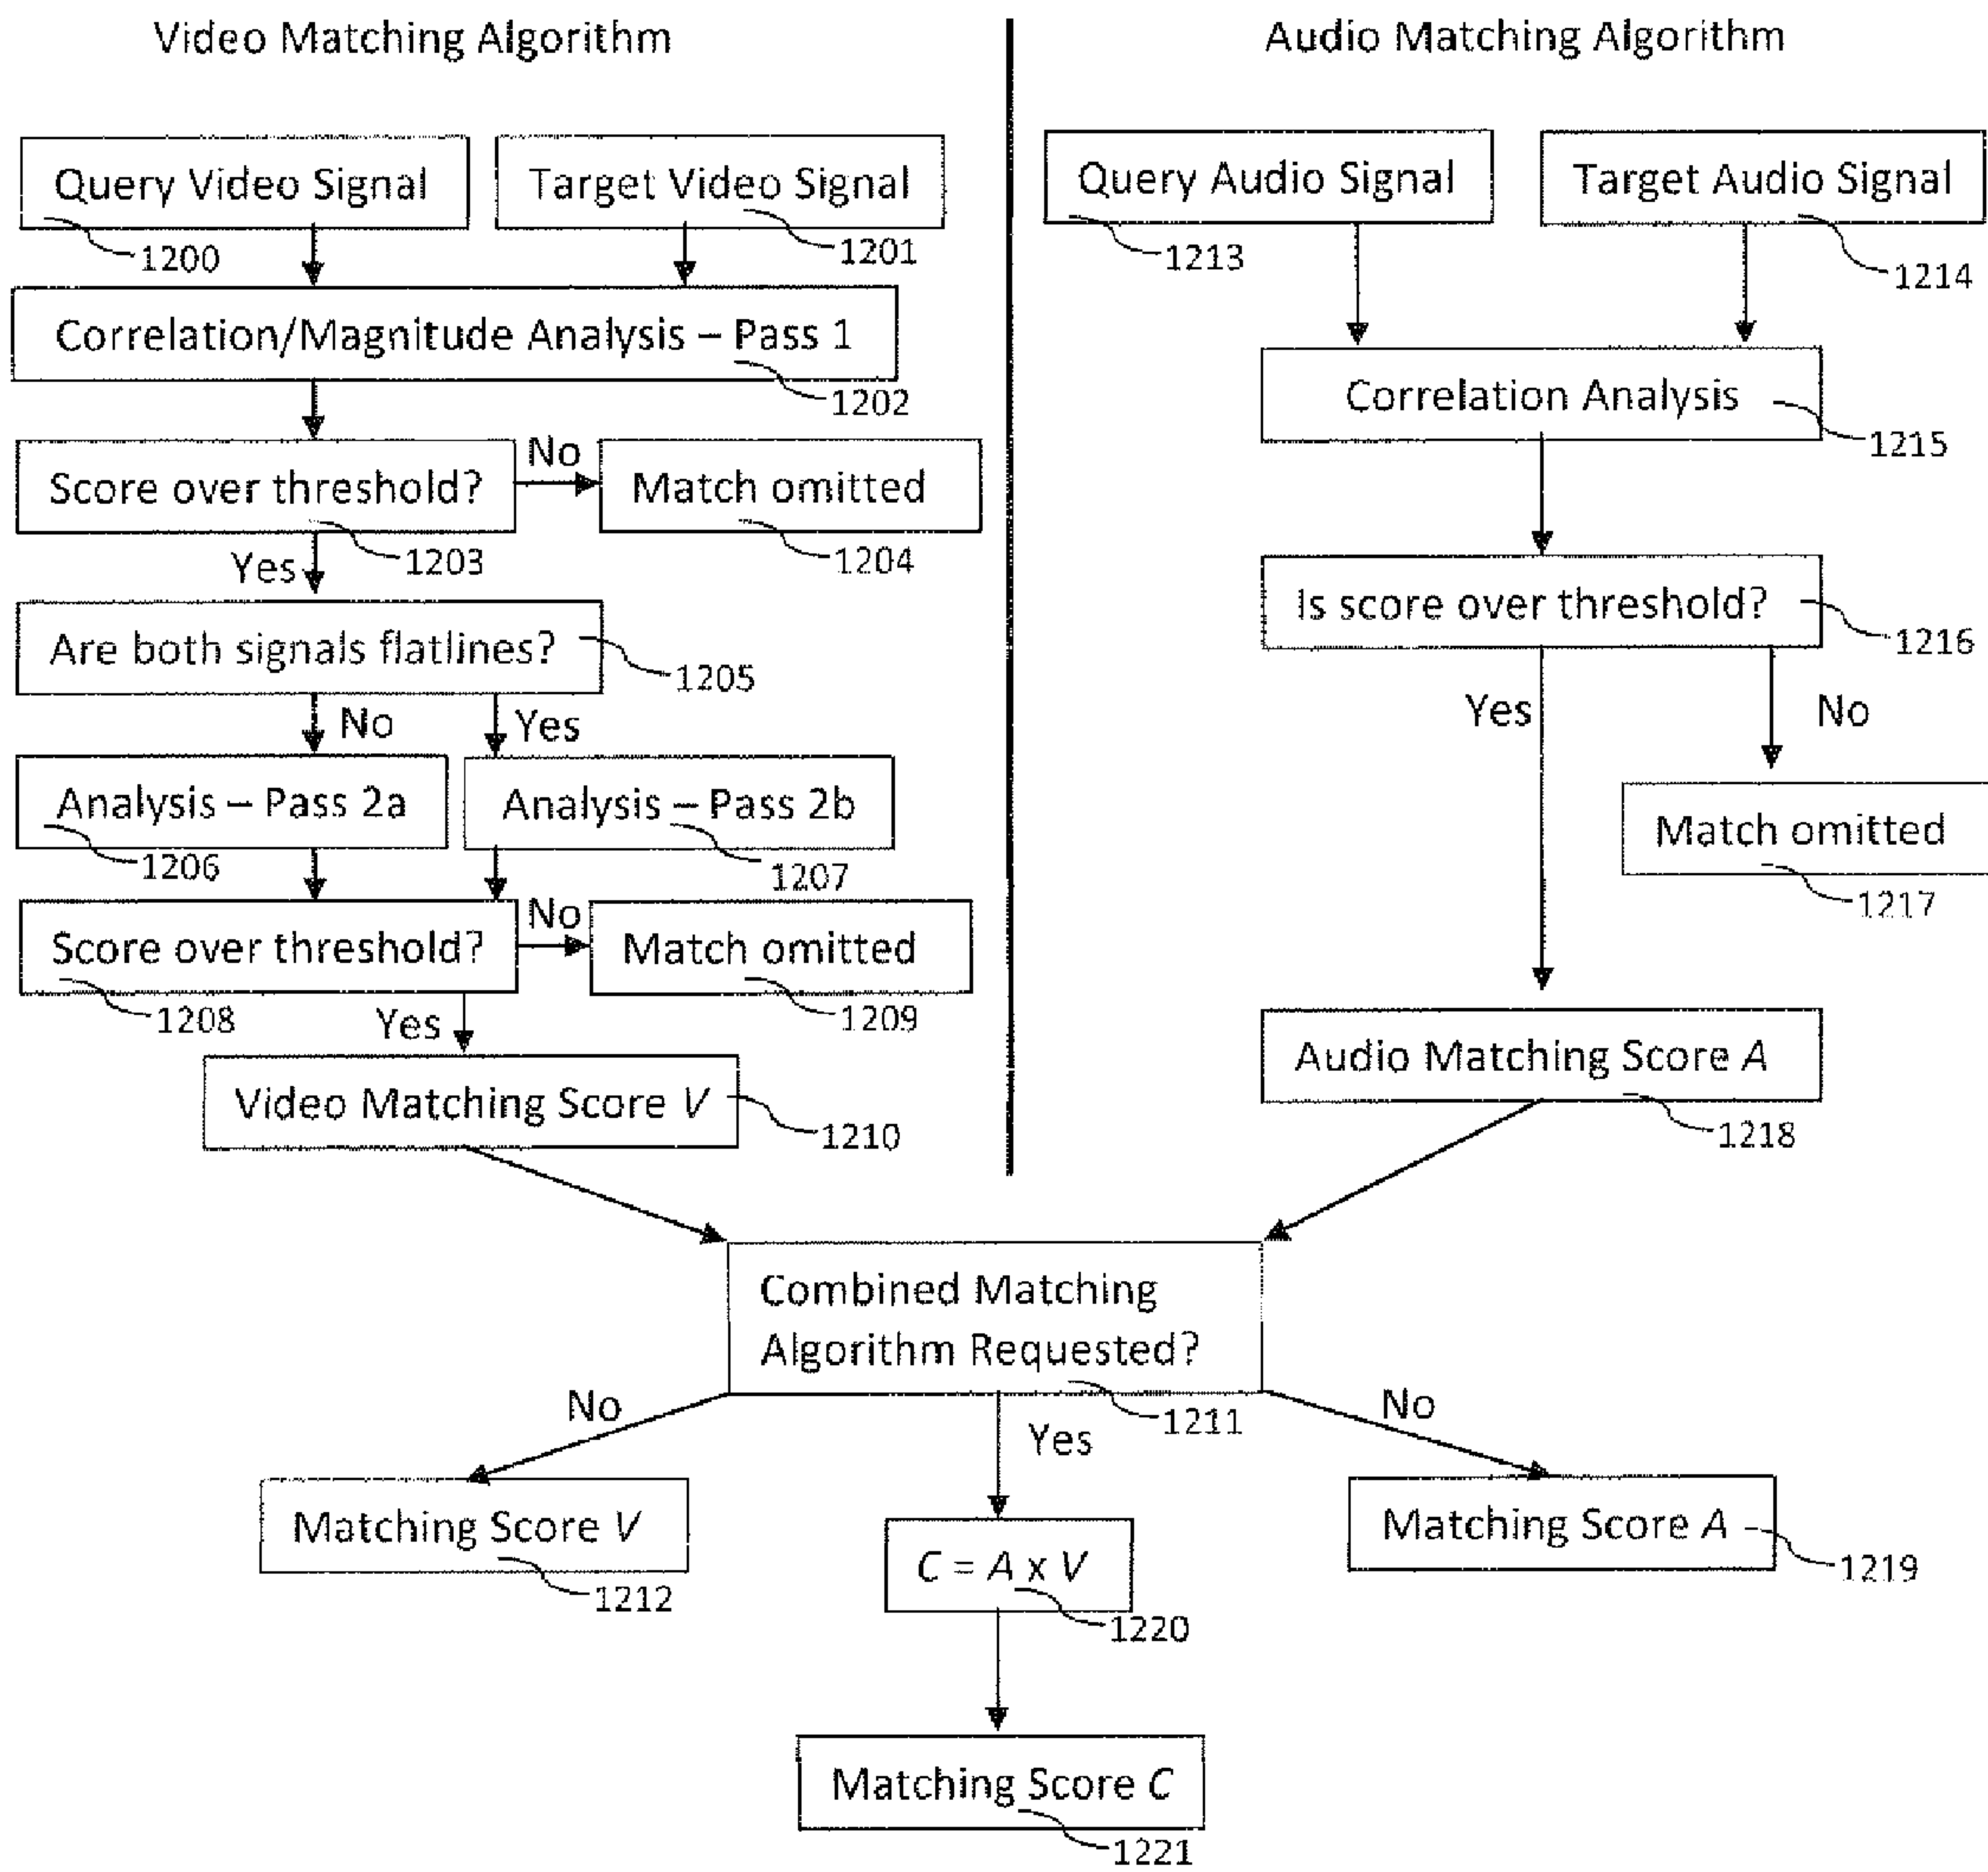 Video Matching Algorithm
Query Video Signal
1200
Target Video Signal
1201
Correlation/Magnitude Analysis – Pass 1
1202
Score over threshold?
1203
No
Match omitted
1204
Yes
Are both signals flatlines?
1205
No
Yes
Analysis – Pass 2a
1206
Analysis – Pass 2b
1207
Score over threshold?
1208
No
Match omitted
1209
Yes
Video Matching Score V
1210
Audio Matching Algorithm
Query Audio Signal
1213
Target Audio Signal
1214
Correlation Analysis
1215
Is score over threshold?
1216
Yes
No
Match omitted
1217
Audio Matching Score A
1218
Combined Matching
Algorithm Requested?
1211
No
Yes
No
Matching Score V
1212
C = A x V
1220
Matching Score A
1219
Matching Score C
1221